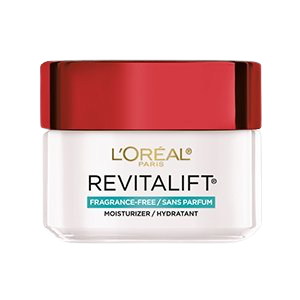 L'ORÉAL®
PARIS
REVITALIFT®
FRAGRANCE-FREE / SANS PARFUM
MOISTURIZER / HYDRATANT